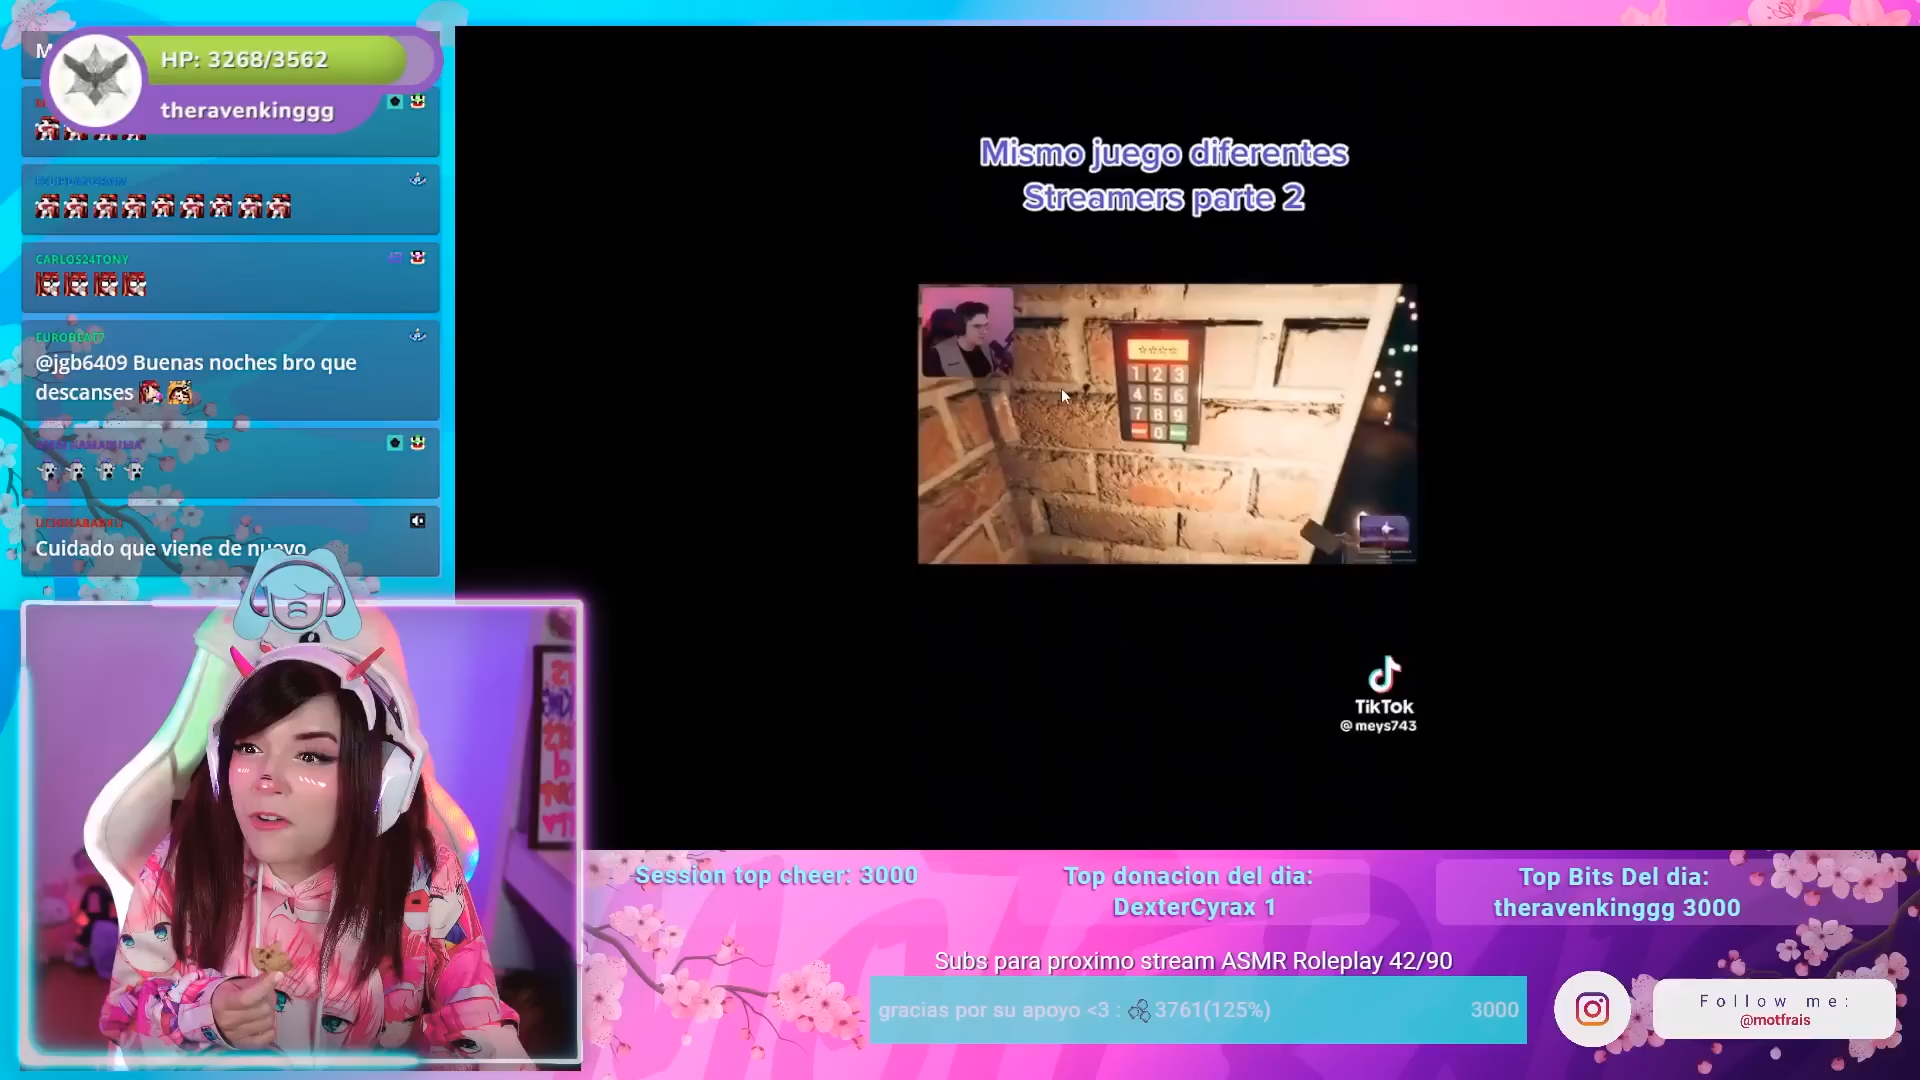 HP: 3268/3562
theravenkinggg
CARLOS24TONY
EUROBEAT7
@jgb6409 Buenas noches bro que
descanses
Cuidado que viene de nuevo
Mismo juego diferentes
Streamers parte 2
1 2 3
4 5 6
7 8 9
0
TikTok
@meys743
Session top cheer: 3000
Top donacion del dia:
DexterCyrax 1
Top Bits Del dia:
theravenkinggg 3000
Subs para proximo stream ASMR Roleplay 42/90
gracias por su apoyo <3 : 3761(125%)
3000
Follow me:
@motfrais